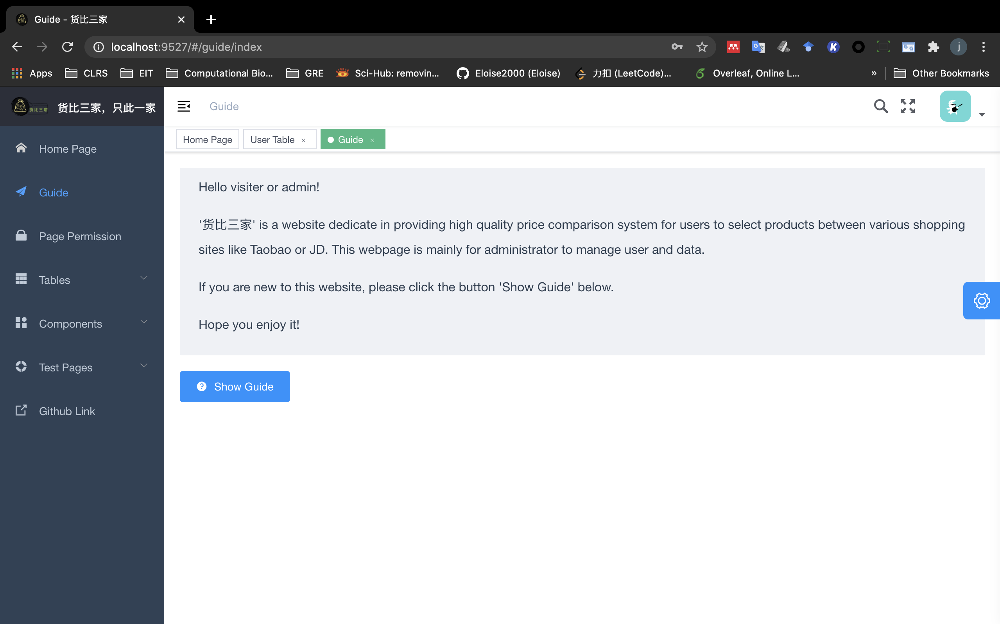 Guide - 货比三家
localhost:9527/#/guide/index
Apps
CLRS
EIT
Computational Bio...
GRE
Sci-Hub: removin...
Eloise2000 (Eloise)
力扣 (LeetCode)...
Overleaf, Online L...
»
Other Bookmarks
j
货比三家
货比三家，只此一家
Guide
Home Page
User Table
Guide
Home Page
Guide
Page Permission
Tables
Components
Test Pages
Github Link
Hello visiter or admin!
'货比三家' is a website dedicate in providing high quality price comparison system for users to select products between various shopping
sites like Taobao or JD. This webpage is mainly for administrator to manage user and data.
If you are new to this website, please click the button 'Show Guide' below.
Hope you enjoy it!
Show Guide